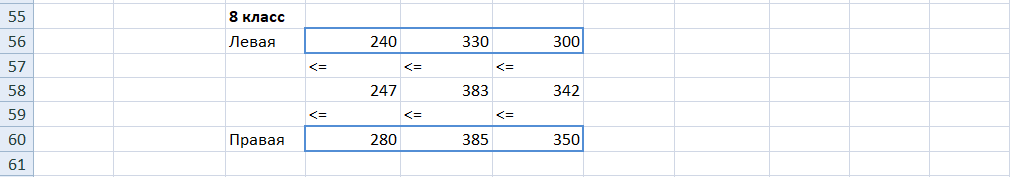 55 8 класс
56 Левая 240 330 300
57 <= <= <=
58 247 383 342
59 <= <= <=
60 Правая 280 385 350
61